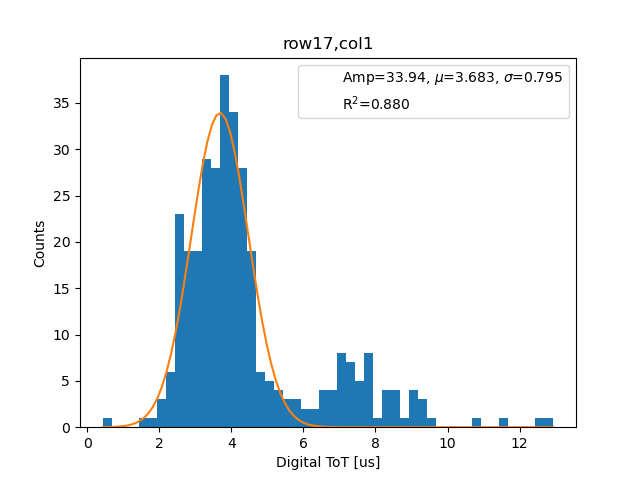 row17,col1
Amp=33.94, μ=3.683, σ=0.795
R²=0.880
35
30
25
20
15
10
5
0
Counts
0 2 4 6 8 10 12
Digital ToT [us]